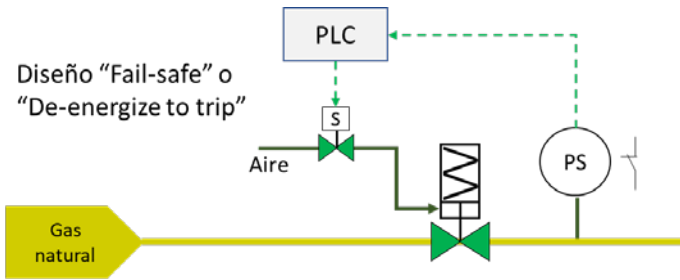 PLC
Diseño “Fail-safe” o
“De-energize to trip”
S
Aire
PS
Gas
natural